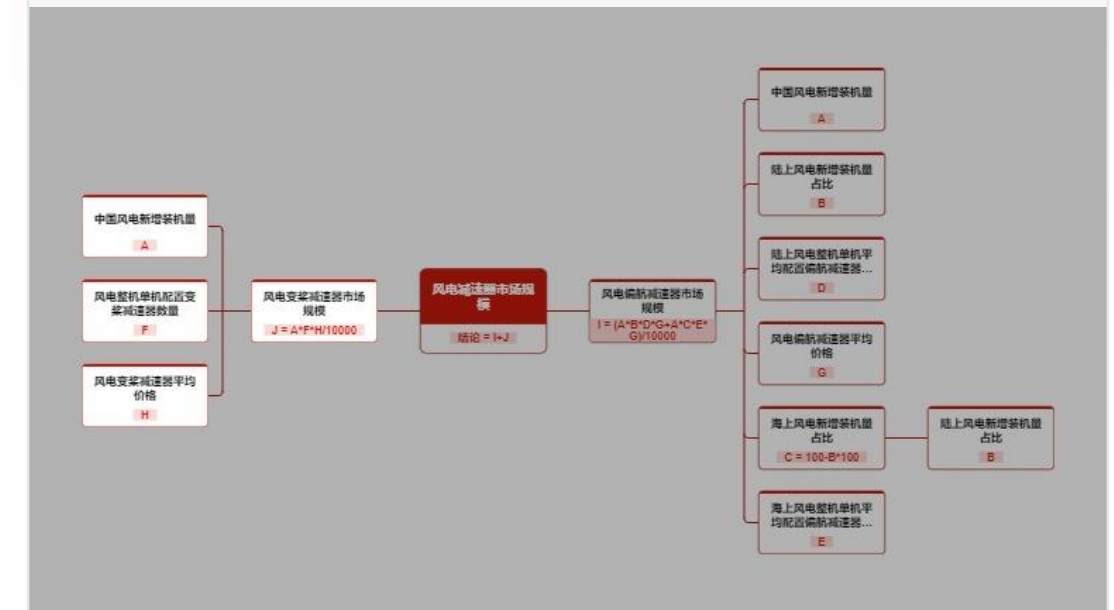 中国风电新增装机量
A
风电整机单机配置变
桨减速器数量
F
风电变桨减速器平均
价格
H
风电变桨减速器市场
规模
J = A*F*H/10000
风电减速器市场规
模
结论 = I+J
风电偏航减速器市场
规模
I = (A*B*D*G+A*C*E*
G)/10000
中国风电新增装机量
A
陆上风电新增装机量
占比
B
陆上风电整机单机平
均配置偏航减速器...
D
风电偏航减速器平均
价格
G
海上风电新增装机量
占比
C = 100-B*100
陆上风电新增装机量
占比
B
海上风电整机单机平
均配置偏航减速器...
E